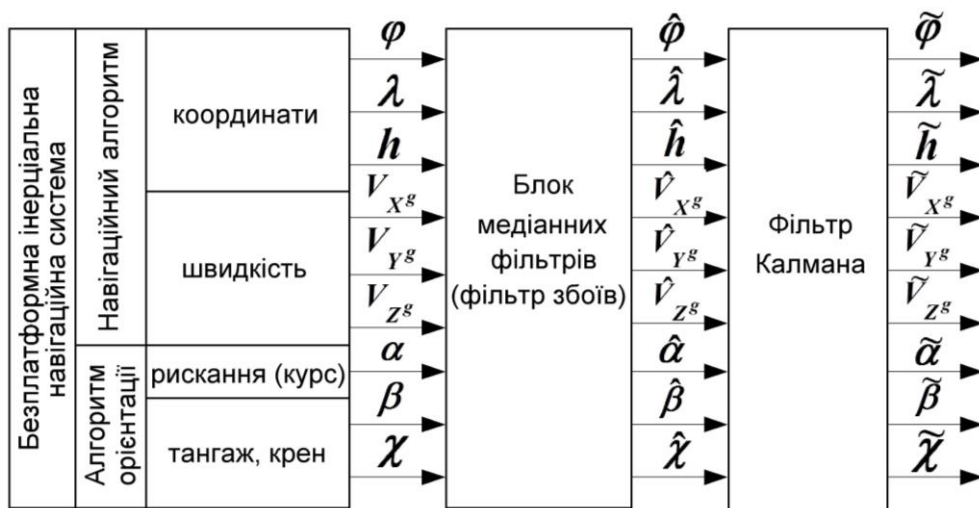 Безплатформна інерціальна
навігаційна система
Навігаційний алгоритм
Алгоритм
орієнтації
координати
швидкість
рискання (курс)
тангаж, крен
φ
λ
h
V_{X^g}
V_{Y^g}
V_{Z^g}
α
β
χ
Блок
медіанних
фільтрів
(фільтр збоїв)
φ̂
λ̂
ĥ
V̂_{X^g}
V̂_{Y^g}
V̂_{Z^g}
α̂
β̂
χ̂
Фільтр
Калмана
φ̃
λ̃
h̃
Ṽ_{X^g}
Ṽ_{Y^g}
Ṽ_{Z^g}
α̃
β̃
χ̃